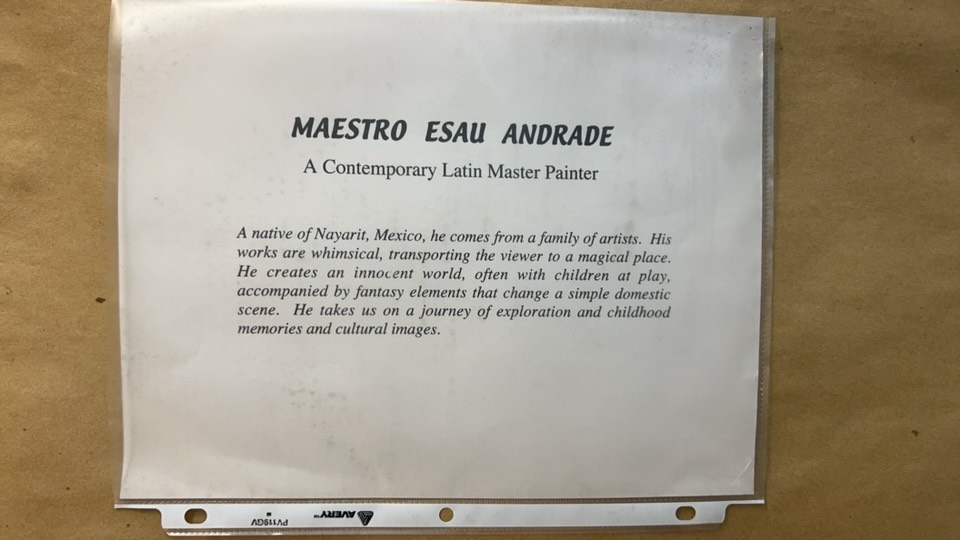 MAESTRO ESAU ANDRADE
A Contemporary Latin Master Painter
A native of Nayarit, Mexico, he comes from a family of artists. His
works are whimsical, transporting the viewer to a magical place.
He creates an innocent world, often with children at play,
accompanied by fantasy elements that change a simple domestic
scene. He takes us on a journey of exploration and childhood
memories and cultural images.
AVERY™
PV119GV